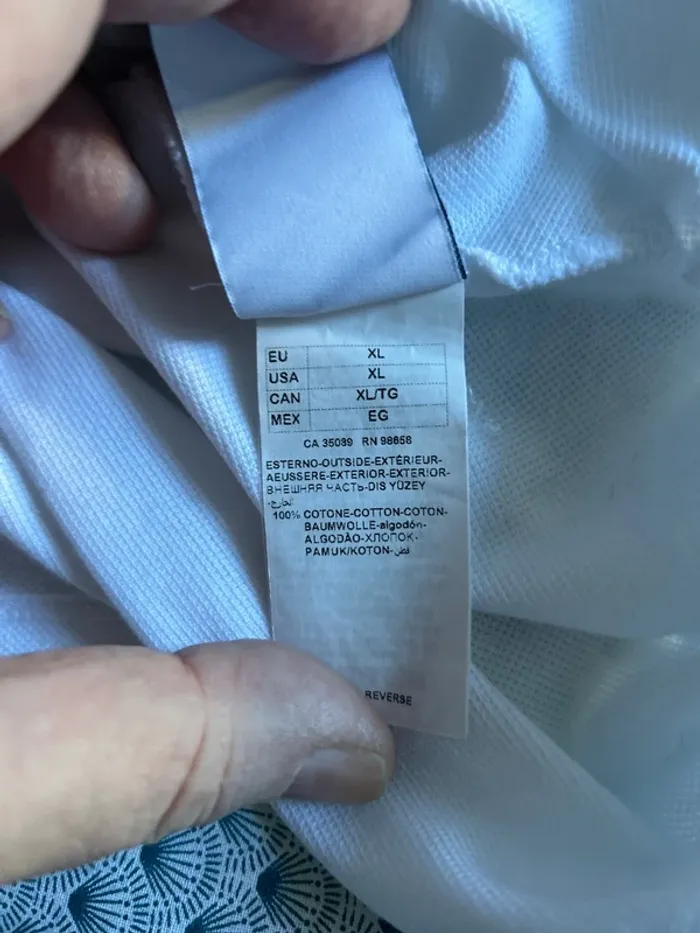 EU XL
USA XL
CAN XL/TG
MEX EG
CA 35039 RN 98658
ESTERNO-OUTSIDE-EXTÉRIEUR-
AEUSSERE-EXTERIOR-EXTERIOR-
ВНЕШНЯЯ ЧАСТЬ-DIS YÜZEY
-الخارج
100% COTONE-COTTON-COTON-
BAUMWOLLE-algodón-
ALGODÃO-ХЛОПОК-
PAMUK/KOTON-قطن
REVERSE